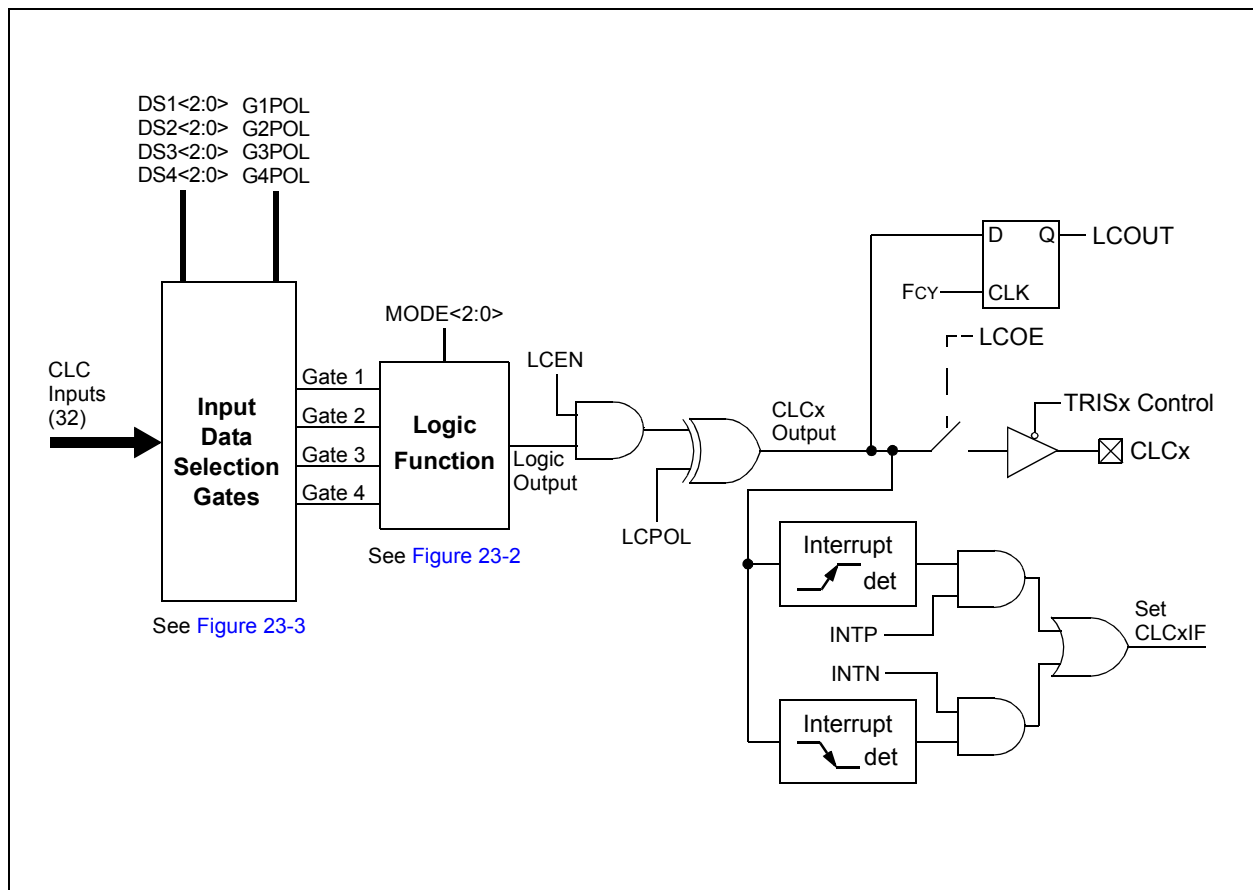 DS1<2:0> G1POL
DS2<2:0> G2POL
DS3<2:0> G3POL
DS4<2:0> G4POL
D Q LCOUT
FCY CLK
MODE<2:0>
LCOE
CLC
Inputs
(32)
Input
Data
Selection
Gates
Gate 1
Gate 2
Gate 3
Gate 4
Logic
Function
LCEN
Logic
Output
LCPOL
CLCx
Output
TRISx Control
CLCx
See Figure 23-2
See Figure 23-3
Interrupt
det
INTP
INTN
Interrupt
det
Set
CLCxIF